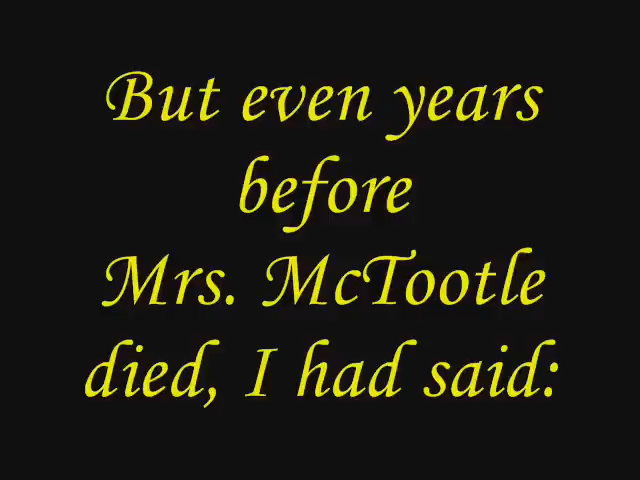 But even years
before
Mrs. McTootle
died, I had said: